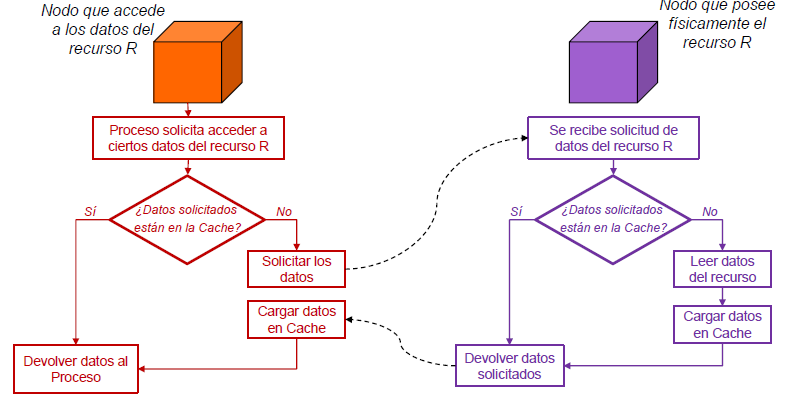 Nodo que accede
a los datos del
recurso R
Proceso solicita acceder a
ciertos datos del recurso R
¿Datos solicitados
están en la Cache?
Sí
No
Solicitar los
datos
Cargar datos
en Cache
Devolver datos al
Proceso
Nodo que posee
físicamente el
recurso R
Se recibe solicitud de
datos del recurso R
¿Datos solicitados
están en la Cache?
Sí
No
Leer datos
del recurso
Cargar datos
en Cache
Devolver datos
solicitados